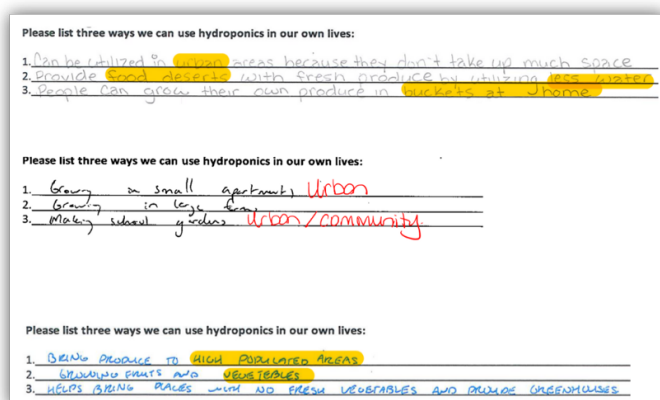 Please list three ways we can use hydroponics in our own lives:
1. Can be utilized in urban areas because they don't take up much space
2. Provide food deserts with fresh produce by utilizing less water
3. People can grow their own produce in buckets at home
Please list three ways we can use hydroponics in our own lives:
1. in small apartments Urban
2. Growing in large
3. Making school gardens Urban/community
Please list three ways we can use hydroponics in our own lives:
1. BRING PRODUCE TO HIGH POPULATED AREAS
2. GROWING FRUITS AND VEGETEBLES
3. HELPS BRING PLACES WITH NO FRESH VEGETABLES AND PROVIDE GREENHOUSES